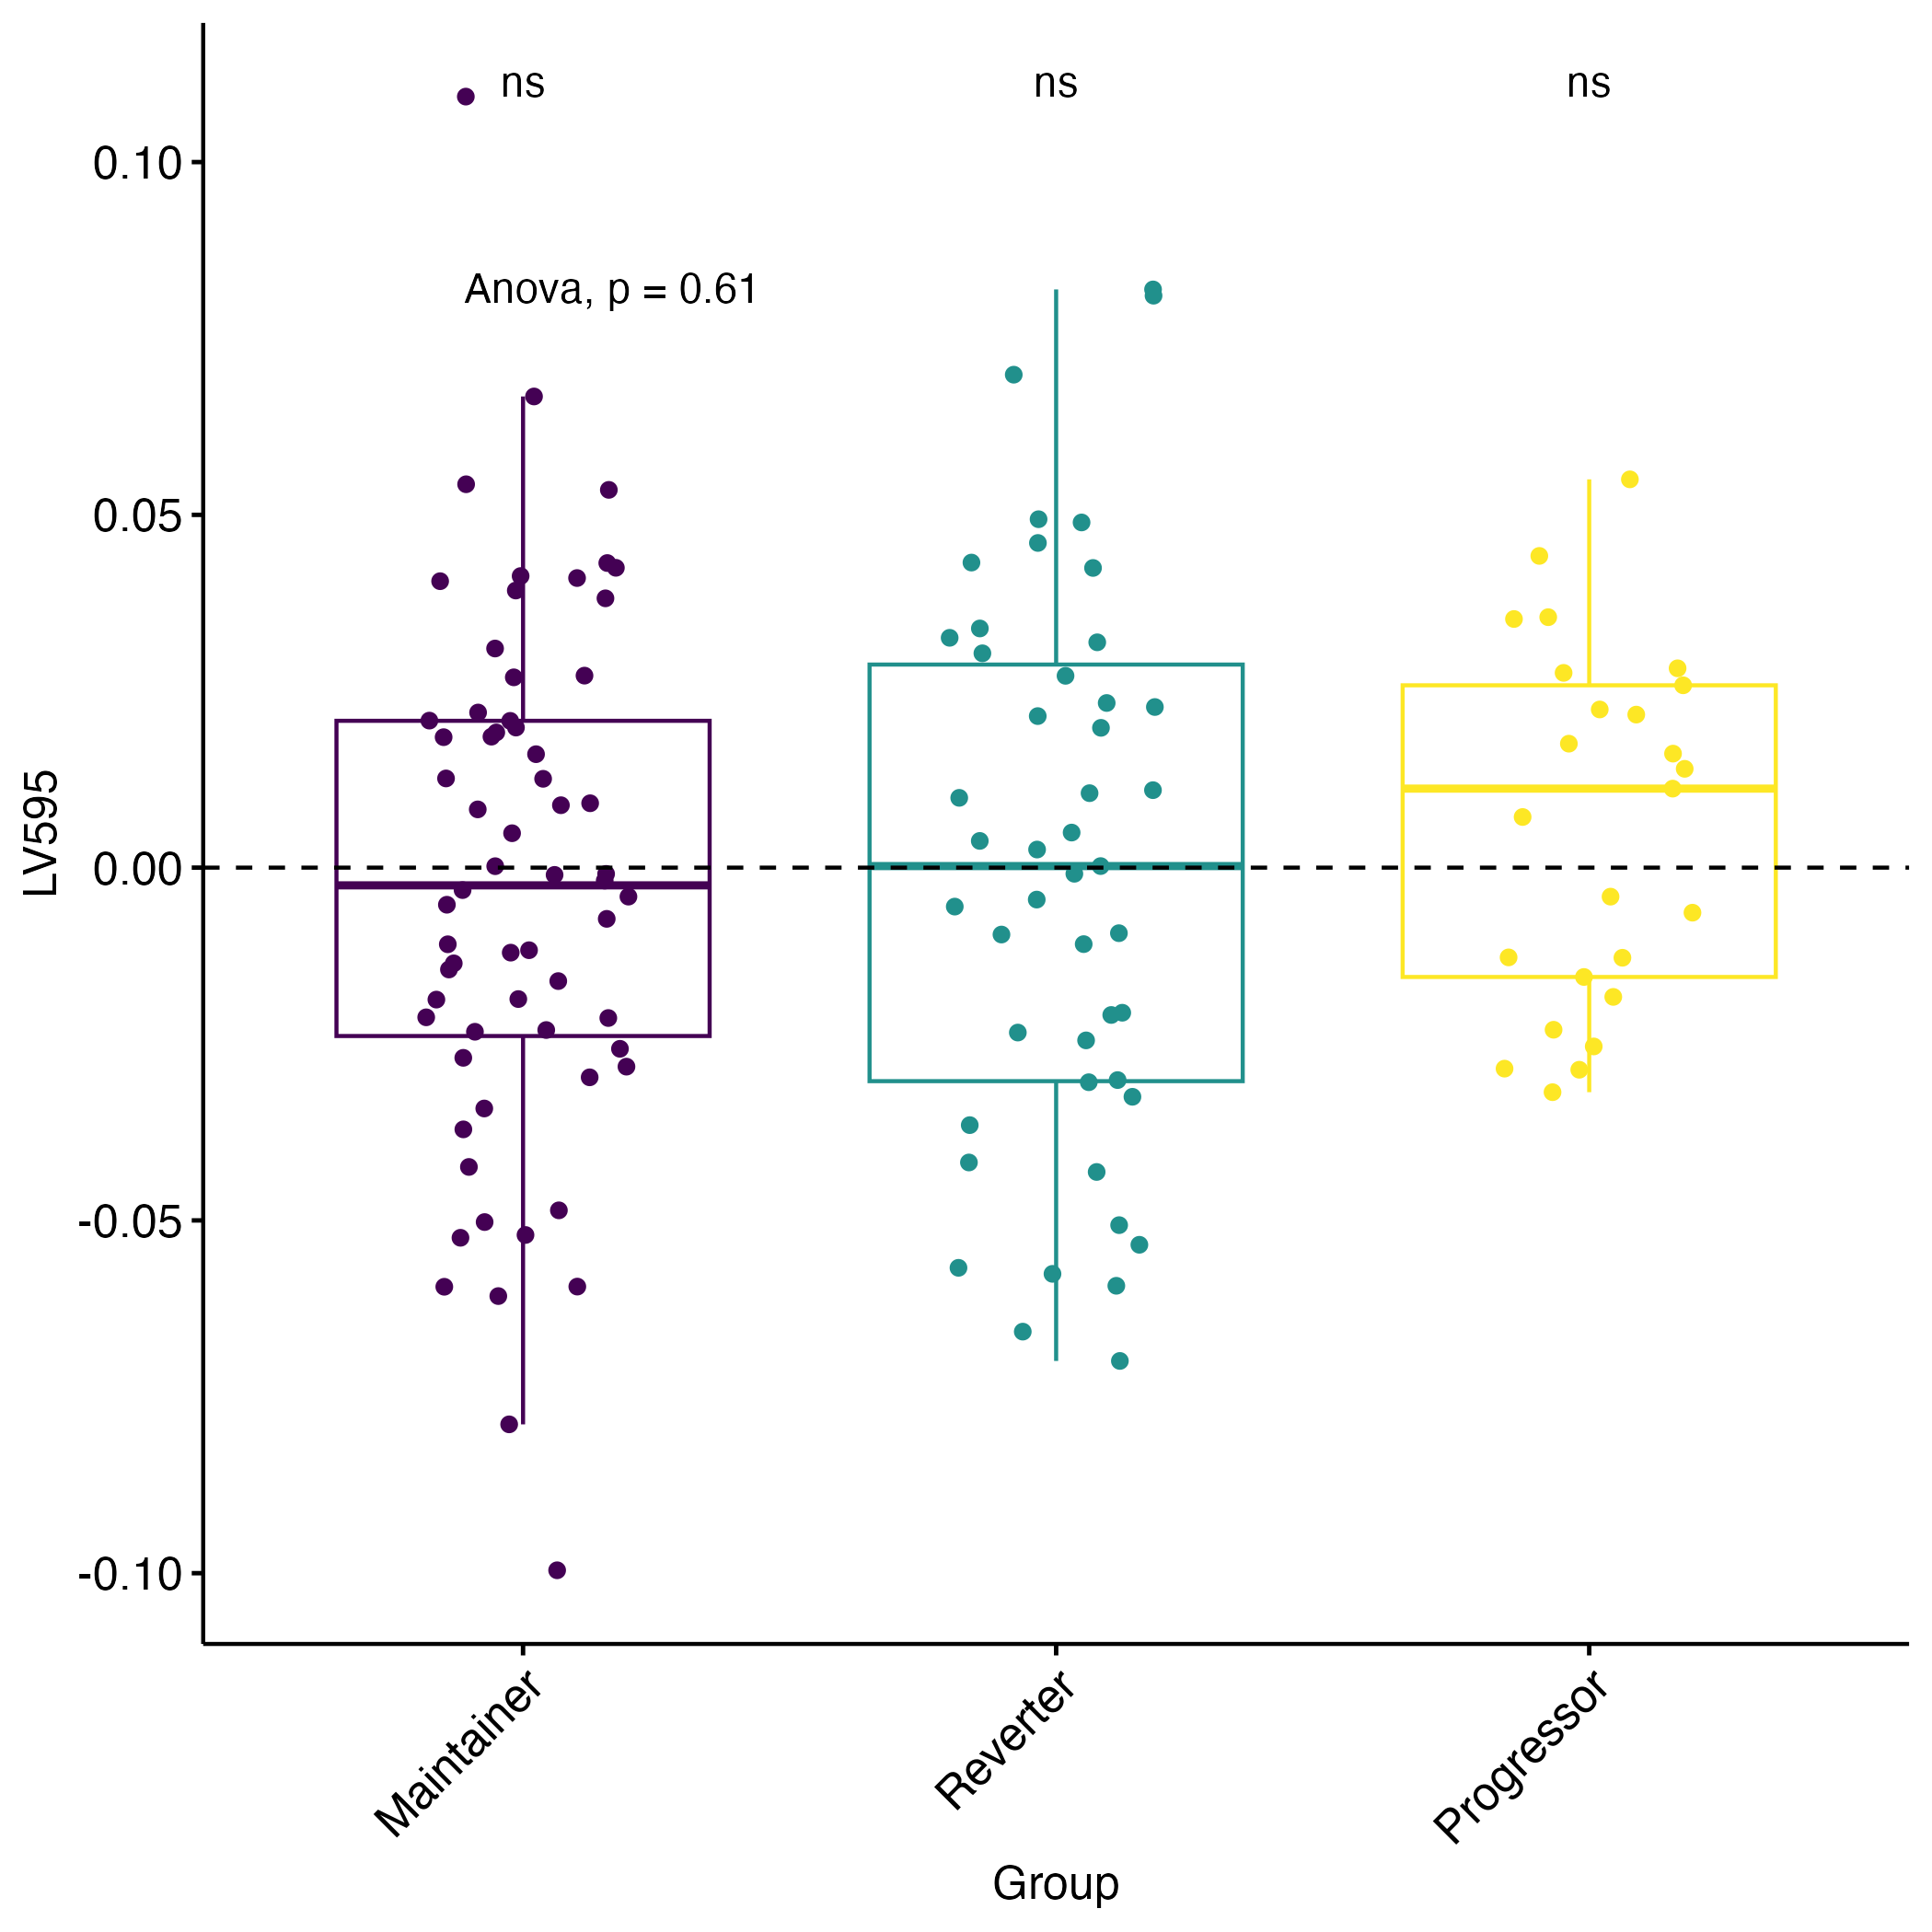 ns ns ns
0.10
Anova, p = 0.61
0.05
LV595
0.00
-0.05
-0.10
Maintainer Reverter Progressor
Group